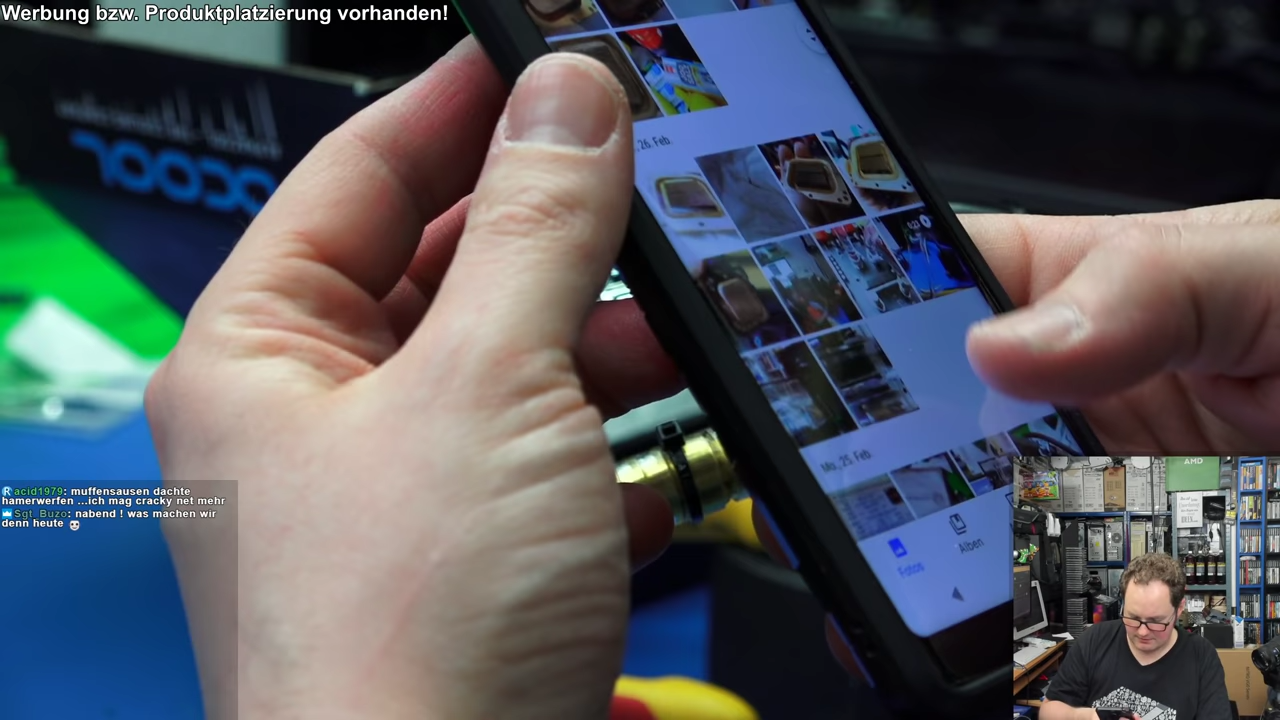 Werbung bzw. Produktplatzierung vorhanden!
26. Feb.
Mo., 25. Feb.
Fotos
Alben
acid1979: muffensausen dachte
hamerwerfen ...ich mag cracky net mehr
Sgt_Buzo: nabend ! was machen wir
denn heute
AMD